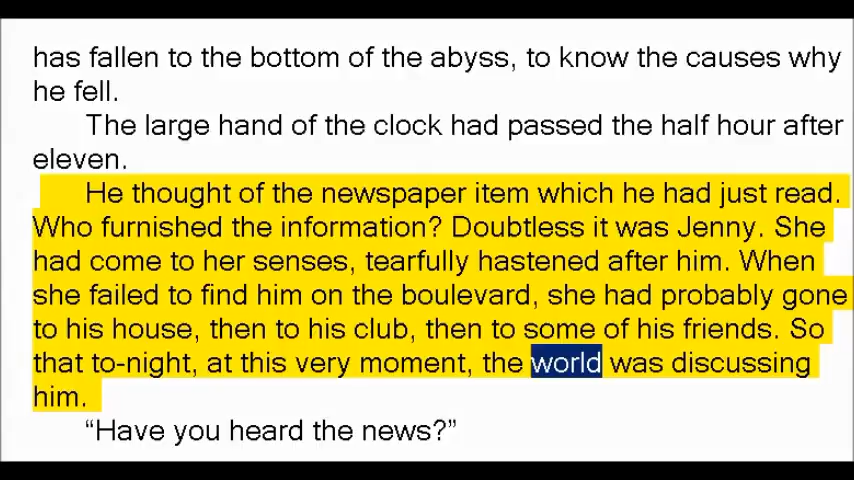 has fallen to the bottom of the abyss, to know the causes why
he fell.
The large hand of the clock had passed the half hour after
eleven.
He thought of the newspaper item which he had just read.
Who furnished the information? Doubtless it was Jenny. She
had come to her senses, tearfully hastened after him. When
she failed to find him on the boulevard, she had probably gone
to his house, then to his club, then to some of his friends. So
that to-night, at this very moment, the world was discussing
him.
“Have you heard the news?”